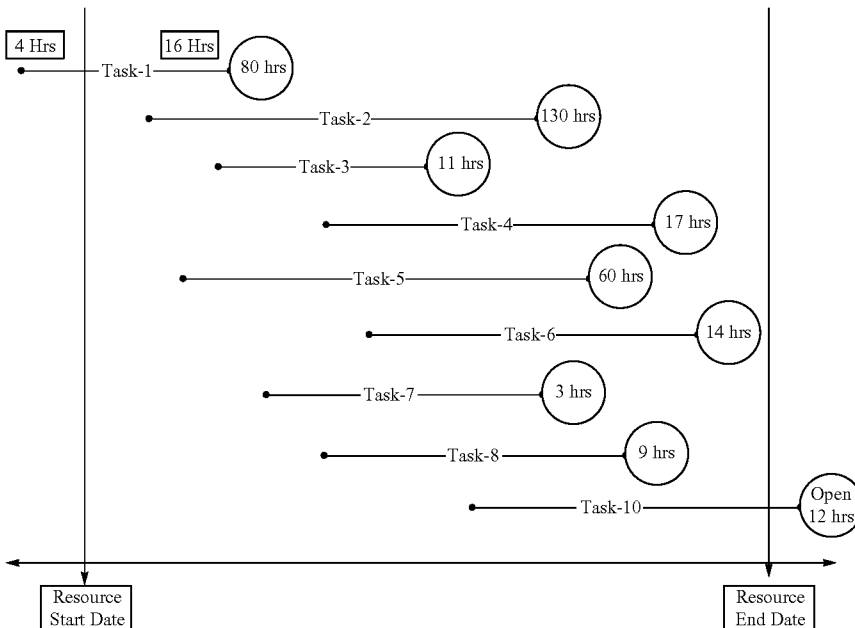 4 Hrs
16 Hrs
Task-1
80 hrs
Task-2
130 hrs
Task-3
11 hrs
Task-4
17 hrs
Task-5
60 hrs
Task-6
14 hrs
Task-7
3 hrs
Task-8
9 hrs
Task-10
Open
12 hrs
Resource
Start Date
Resource
End Date